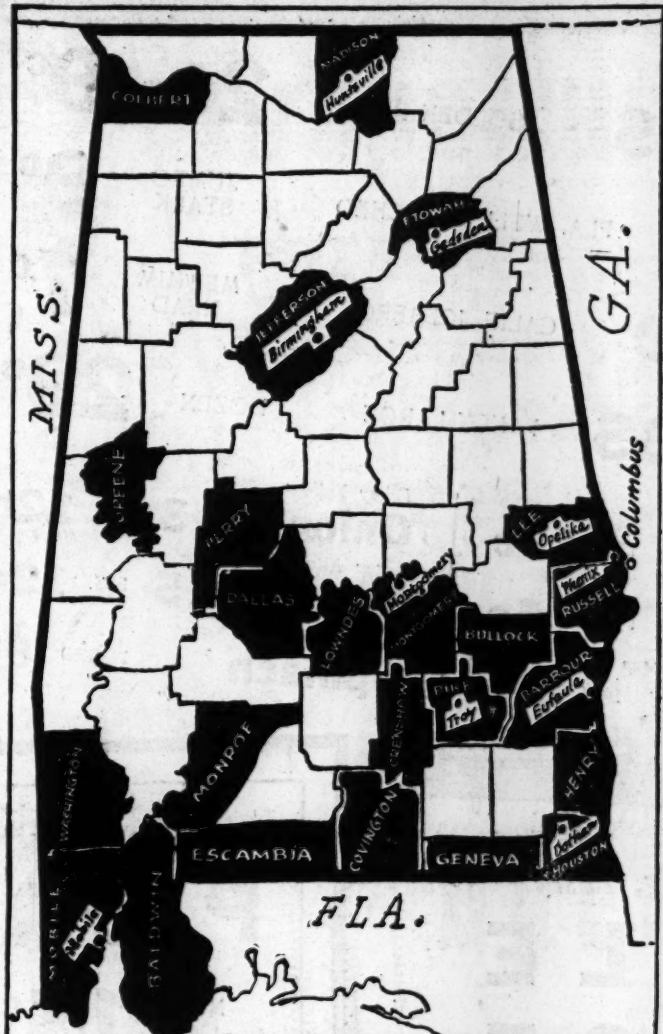 MADISON
Huntsville
COLBERT
ETOWAH
Gadsden
GA.
JEFFERSON
Birmingham
MISS.
GREENE
PERRY
LEE
Opelika
Columbus
Phenix
RUSSELL
DALLAS
LOWNDES
Montgomery
MONTGOMERY
BULLOCK
BARBOUR
Eufaula
PIKE
Troy
CRENSHAW
MONROE
HENRY
WASHINGTON
COVINGTON
ESCAMBIA
GENEVA
Dothan
HOUSTON
MOBILE
Mobile
BALDWIN
FLA.